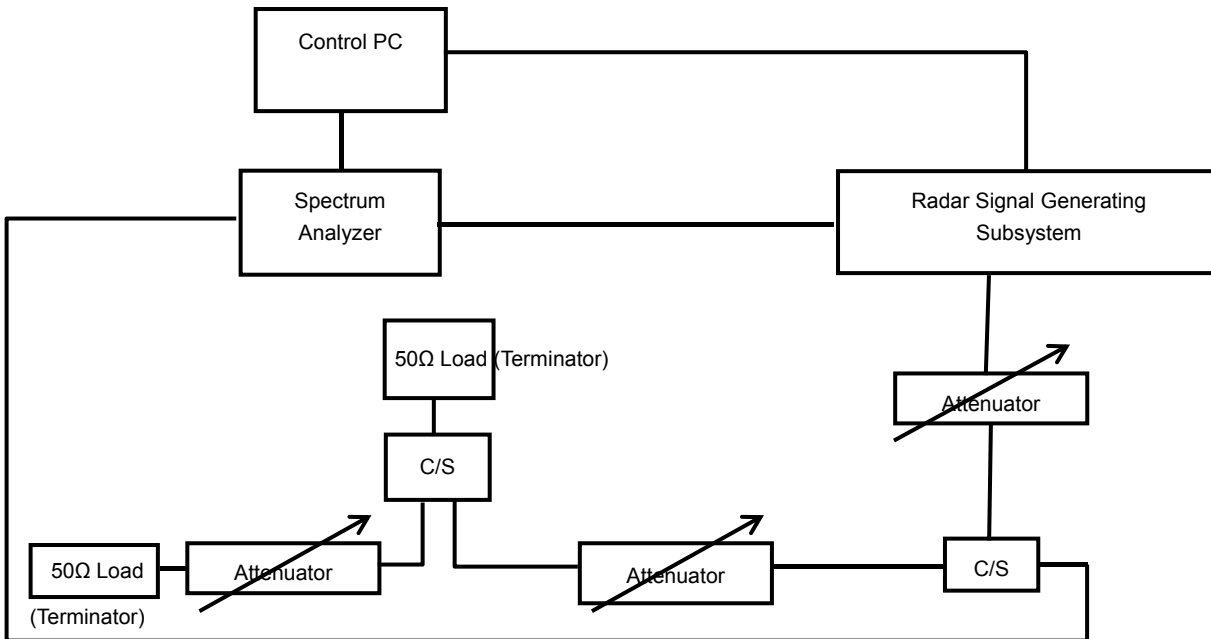 Control PC
Spectrum
Analyzer
Radar Signal Generating
Subsystem
50Ω Load (Terminator)
Attenuator
C/S
50Ω Load
(Terminator)
Attenuator
Attenuator
C/S